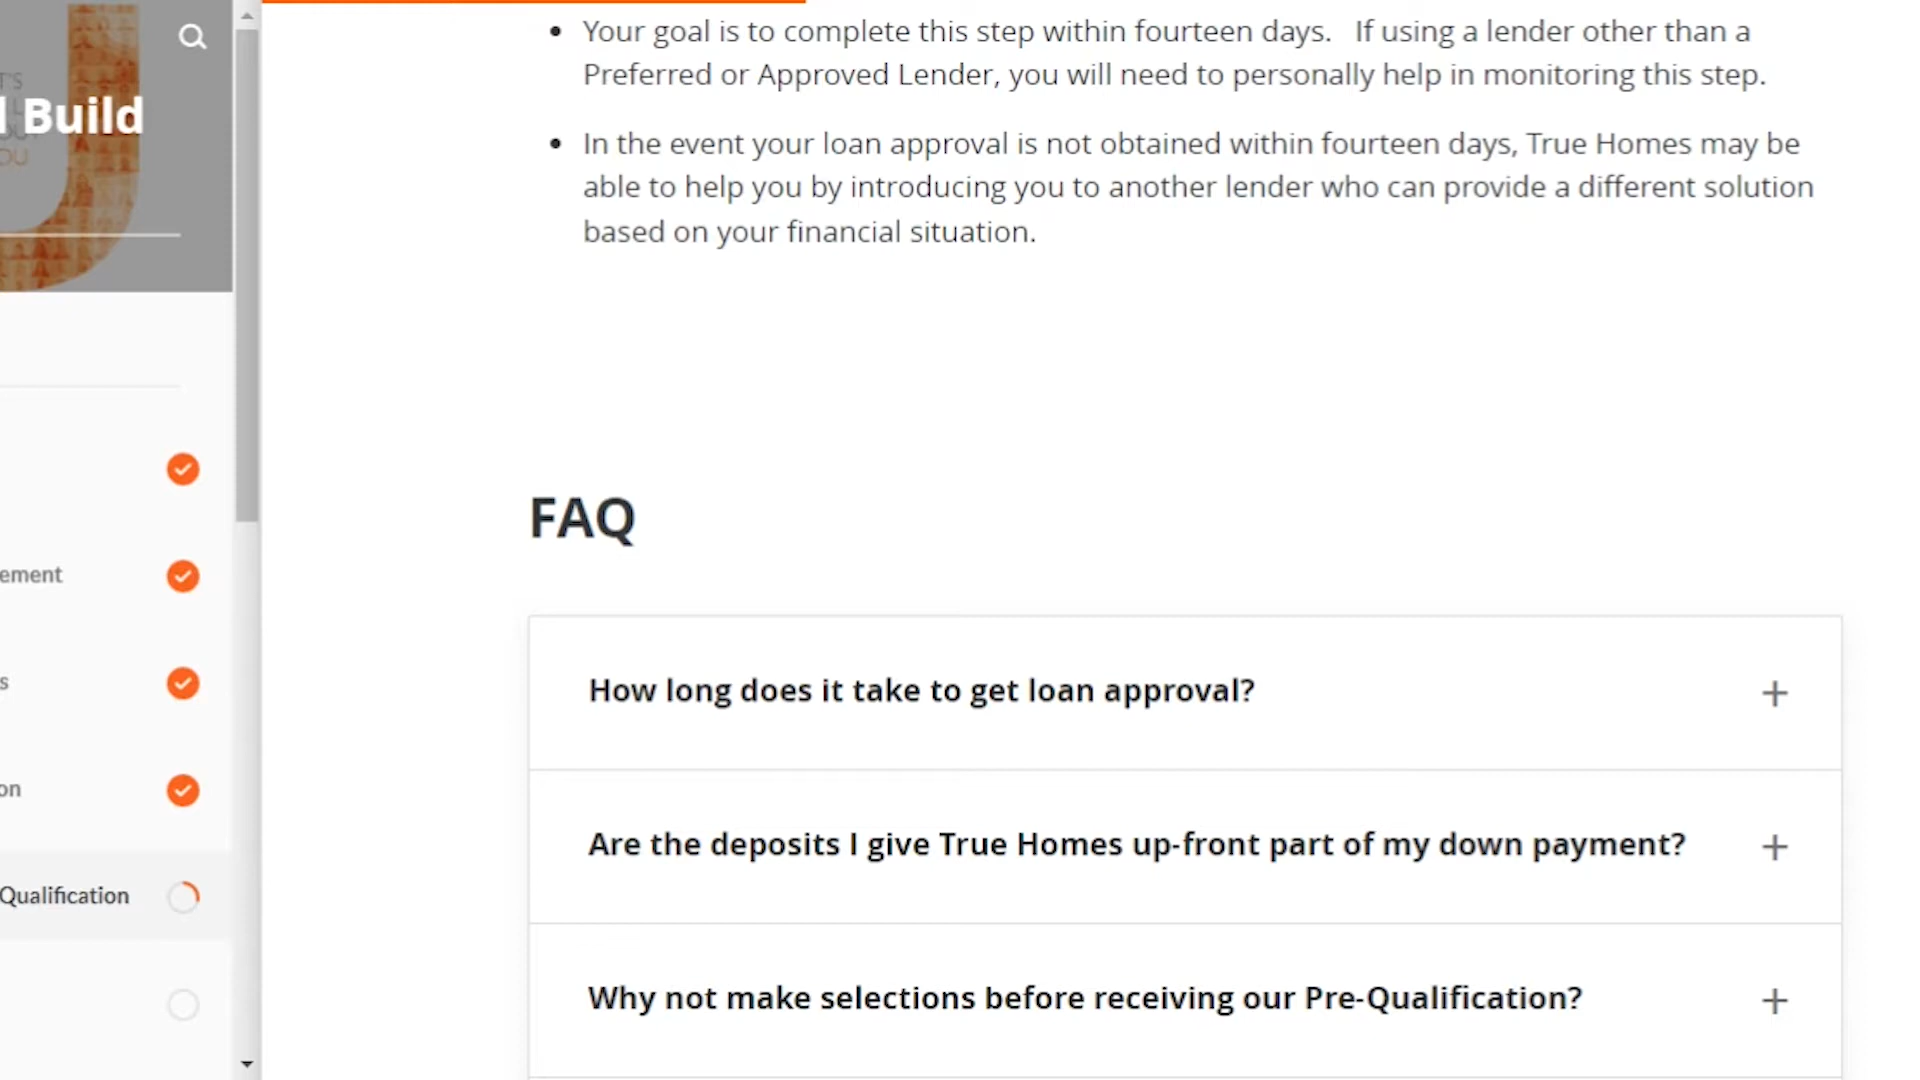 Build
Your goal is to complete this step within fourteen days. If using a lender other than a
Preferred or Approved Lender, you will need to personally help in monitoring this step.
In the event your loan approval is not obtained within fourteen days, True Homes may be
able to help you by introducing you to another lender who can provide a different solution
based on your financial situation.
FAQ
ement
s
on
Qualification
How long does it take to get loan approval?
Are the deposits I give True Homes up-front part of my down payment?
Why not make selections before receiving our Pre-Qualification?